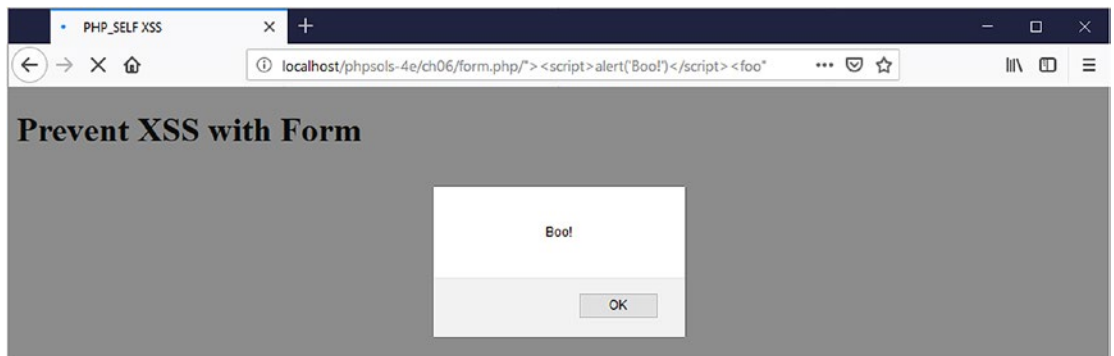 PHP_SELF XSS
localhost/phpsols-4e/ch06/form.php/"><script>alert('Boo!')</script><foo"
Prevent XSS with Form
Boo!
OK